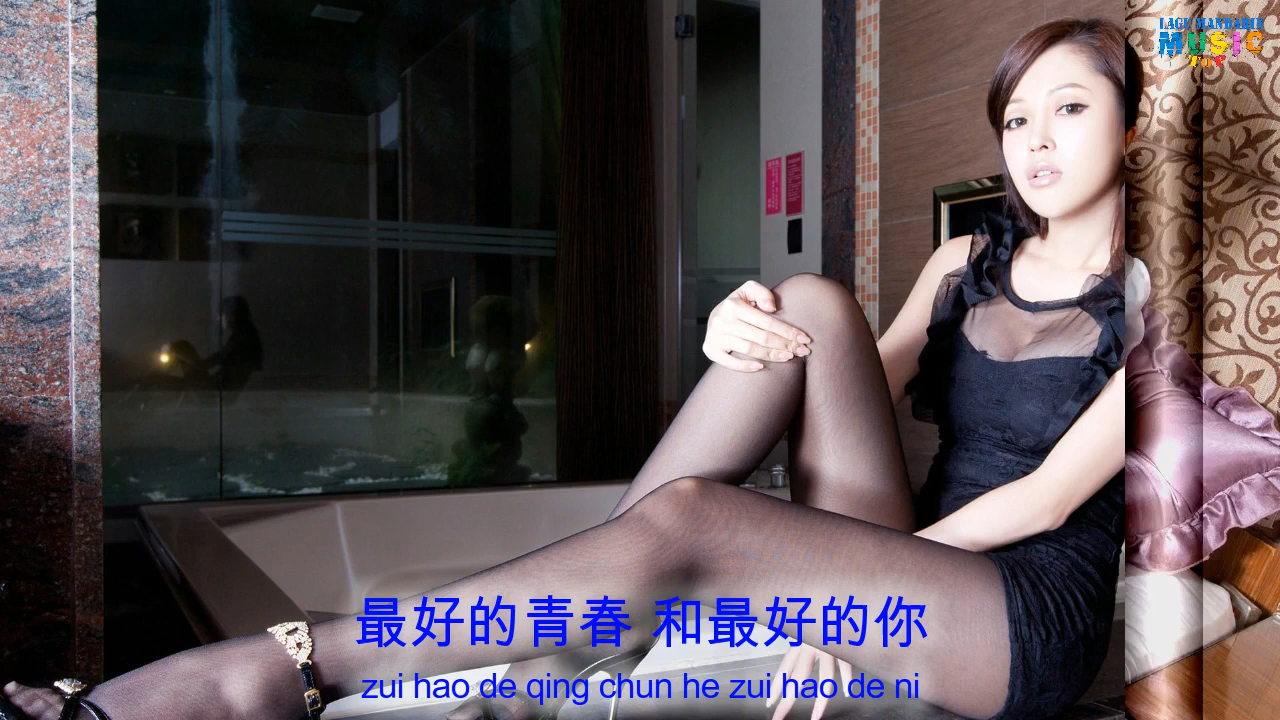 LAGU MANDARIN
MUSIC
TOP
最好的青春 和最好的你
zui hao de qing chun he zui hao de ni